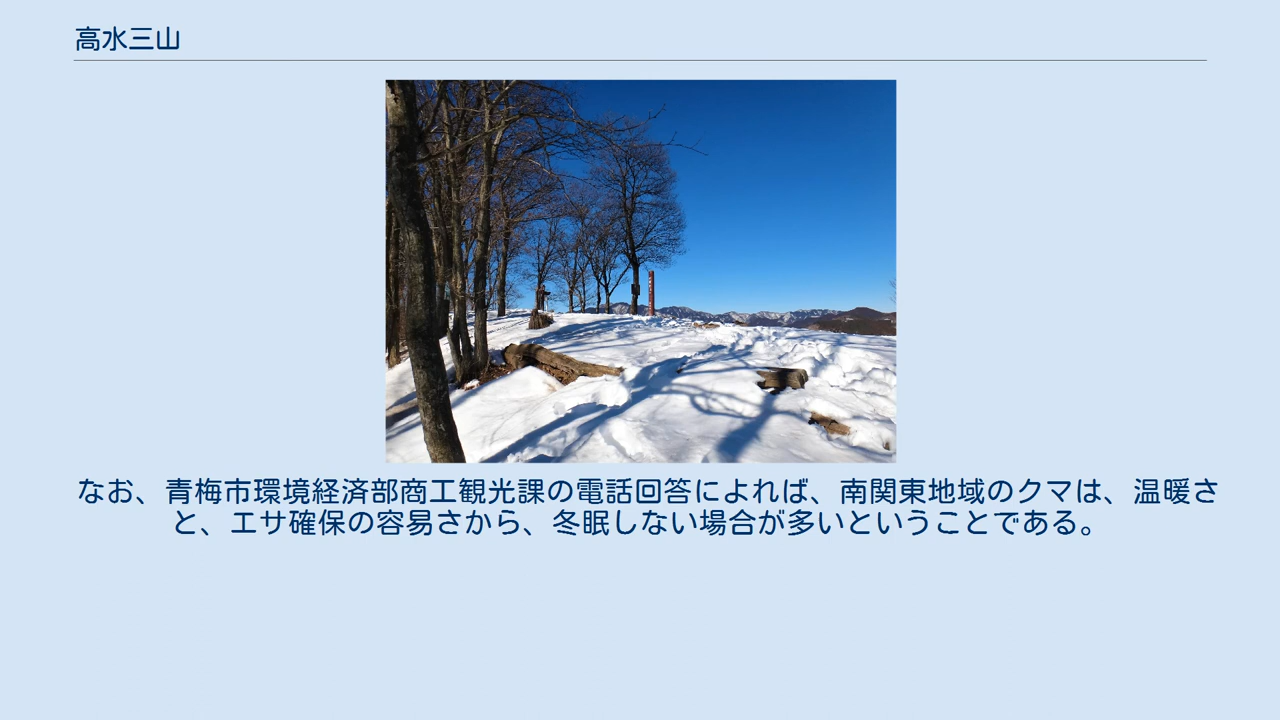 高水三山
なお、青梅市環境経済部商工観光課の電話回答によれば、南関東地域のクマは、温暖さ
と、エサ確保の容易さから、冬眠しない場合が多いということである。